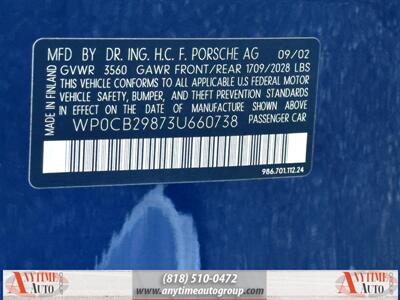 MFD. BY DR. ING. H.C. F. PORSCHE AG 09/02
GVWR 3560 GAWR FRONT/REAR 1709/2028 LBS
THIS VEHICLE CONFORMS TO ALL APPLICABLE U.S.
FEDERAL MOTOR VEHICLE SAFETY, BUMPER,
AND THEFT PREVENTION STANDARDS IN EFFECT
ON THE DATE OF MANUFACTURE SHOWN ABOVE.
MADE IN FINLAND
WP0CB29873U660738 PASSENGER CAR
986.701.112.24
ANYTIME
AUTO
(818) 510-0472
www.anytimeautogroup.com
ANYTIME
AUTO